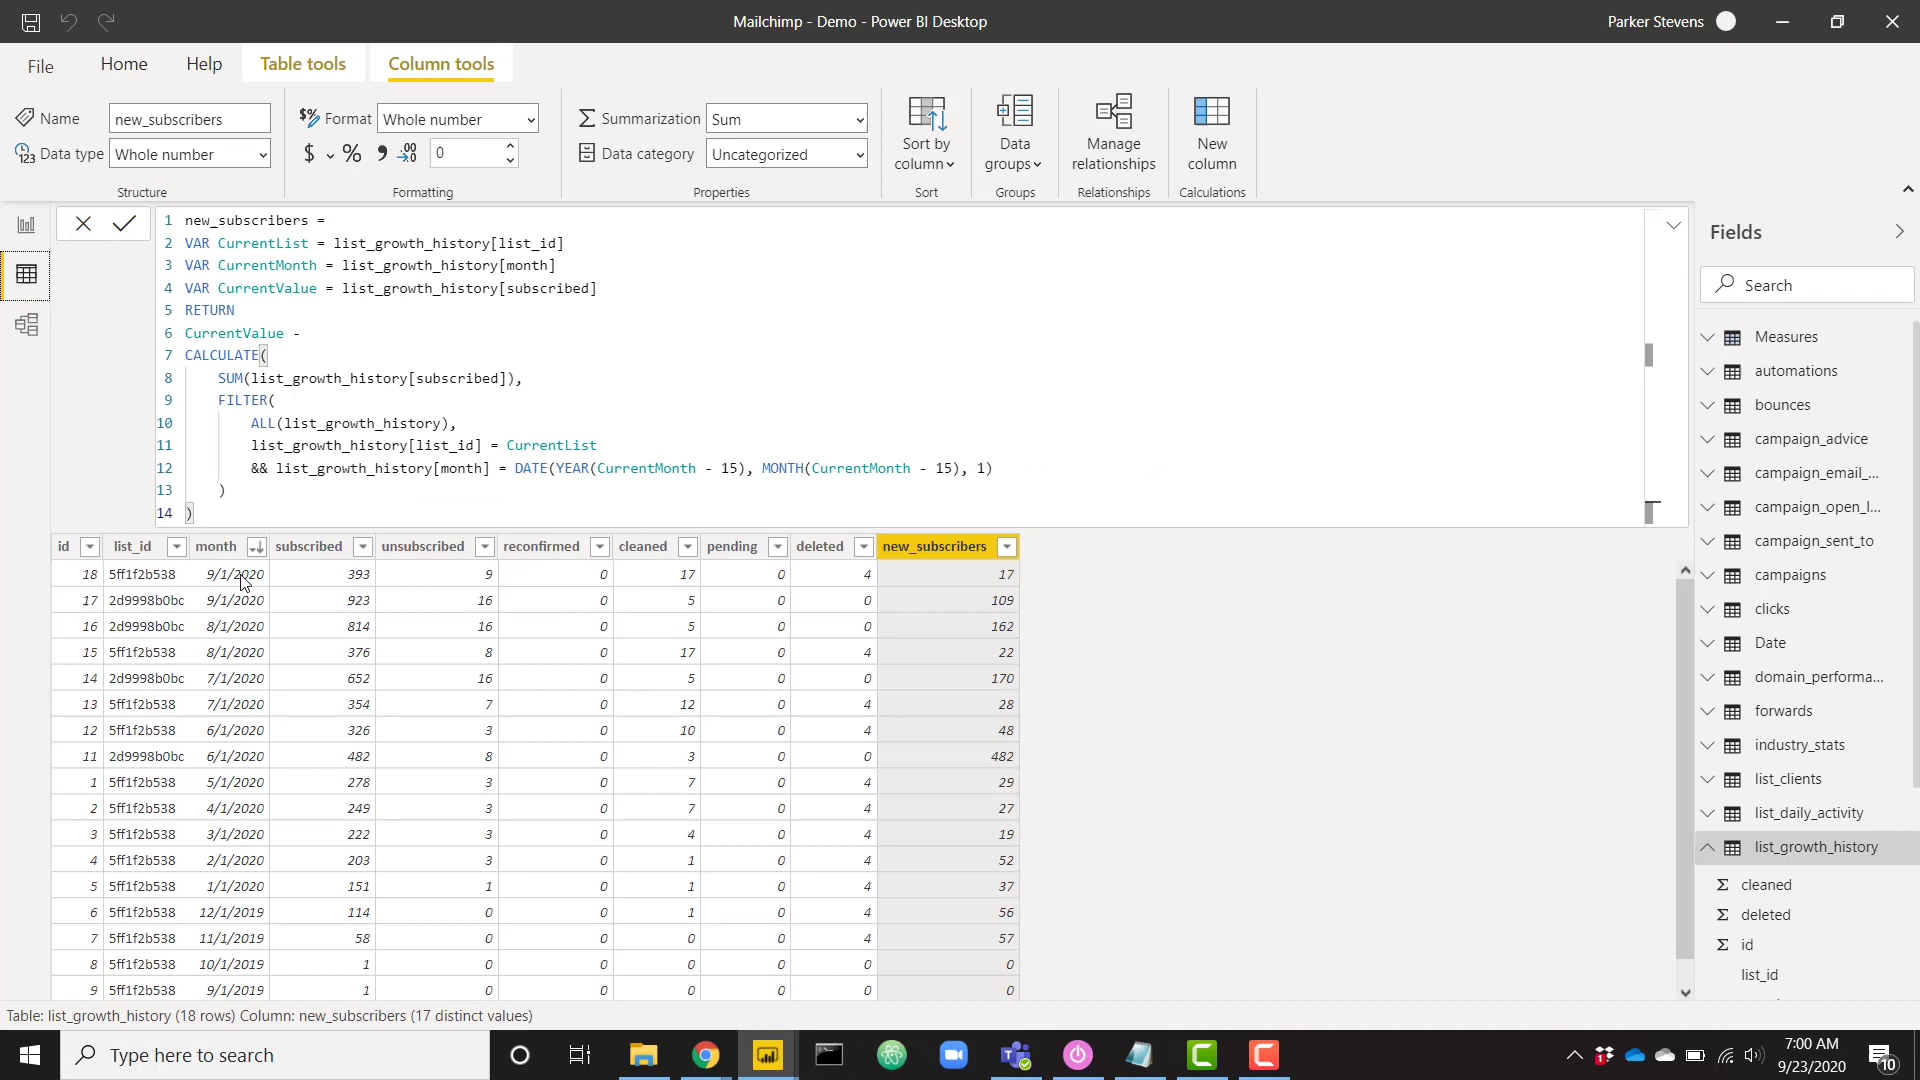 Mailchimp - Demo - Power BI Desktop
Parker Stevens
File
Home
Help
Table tools
Column tools
Name
new_subscribers
Data type
Whole number
Structure
Format
Whole number
$ % 9 .00 0
Formatting
Summarization
Sum
Data category
Uncategorized
Properties
Sort by
column
Sort
Data
groups
Groups
Manage
relationships
Relationships
New
column
Calculations
1 new_subscribers =
2 VAR CurrentList = list_growth_history[list_id]
3 VAR CurrentMonth = list_growth_history[month]
4 VAR CurrentValue = list_growth_history[subscribed]
5 RETURN
6 CurrentValue -
7 CALCULATE(
8 SUM(list_growth_history[subscribed]),
9 FILTER(
10 ALL(list_growth_history),
11 list_growth_history[list_id] = CurrentList
12 && list_growth_history[month] = DATE(YEAR(CurrentMonth - 15), MONTH(CurrentMonth - 15), 1)
13 )
14 )
id list_id month subscribed unsubscribed reconfirmed cleaned pending deleted new_subscribers
18 5ff1f2b538 9/1/2020 393 9 0 17 0 4 17
17 2d9998b0bc 9/1/2020 923 16 0 5 0 0 109
16 2d9998b0bc 8/1/2020 814 16 0 5 0 0 162
15 5ff1f2b538 8/1/2020 376 8 0 17 0 4 22
14 2d9998b0bc 7/1/2020 652 16 0 5 0 0 170
13 5ff1f2b538 7/1/2020 354 7 0 12 0 4 28
12 5ff1f2b538 6/1/2020 326 3 0 10 0 4 48
11 2d9998b0bc 6/1/2020 482 8 0 3 0 0 482
1 5ff1f2b538 5/1/2020 278 3 0 7 0 4 29
2 5ff1f2b538 4/1/2020 249 3 0 7 0 4 27
3 5ff1f2b538 3/1/2020 222 3 0 4 0 4 19
4 5ff1f2b538 2/1/2020 203 3 0 1 0 4 52
5 5ff1f2b538 1/1/2020 151 1 0 1 0 4 37
6 5ff1f2b538 12/1/2019 114 0 0 1 0 4 56
7 5ff1f2b538 11/1/2019 58 0 0 0 0 4 57
8 5ff1f2b538 10/1/2019 1 0 0 0 0 0 0
9 5ff1f2b538 9/1/2019 1 0 0 0 0 0 0
Table: list_growth_history (18 rows) Column: new_subscribers (17 distinct values)
Fields
Search
Measures
automations
bounces
campaign_advice
campaign_email_...
campaign_open_l...
campaign_sent_to
campaigns
clicks
Date
domain_performa...
forwards
industry_stats
list_clients
list_daily_activity
list_growth_history
cleaned
deleted
id
list_id
Type here to search
7:00 AM
9/23/2020
10